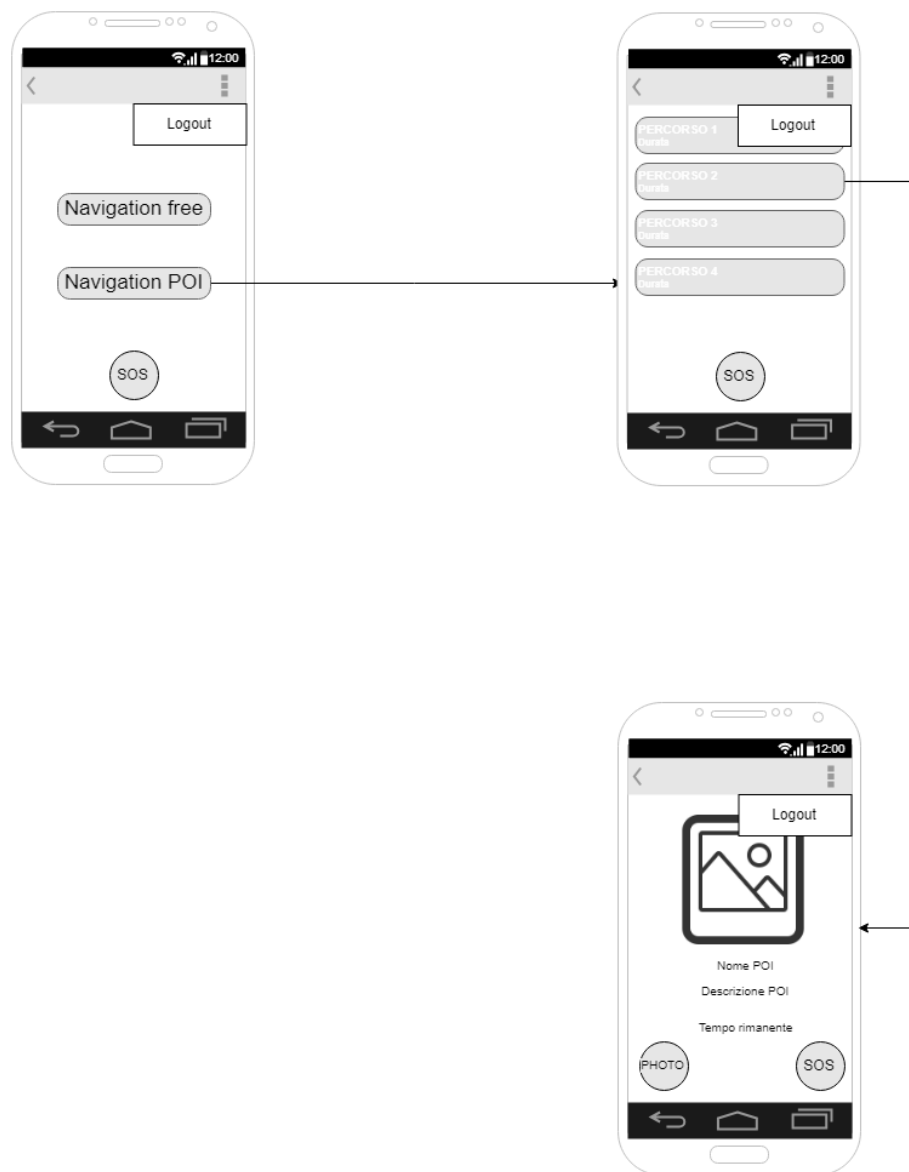 12:00
Logout
Navigation free
Navigation POI
SOS
12:00
Logout
PERCORSO 1
Durata
PERCORSO 2
Durata
PERCORSO 3
Durata
PERCORSO 4
Durata
SOS
12:00
Logout
Nome POI
Descrizione POI
Tempo rimanente
PHOTO
SOS